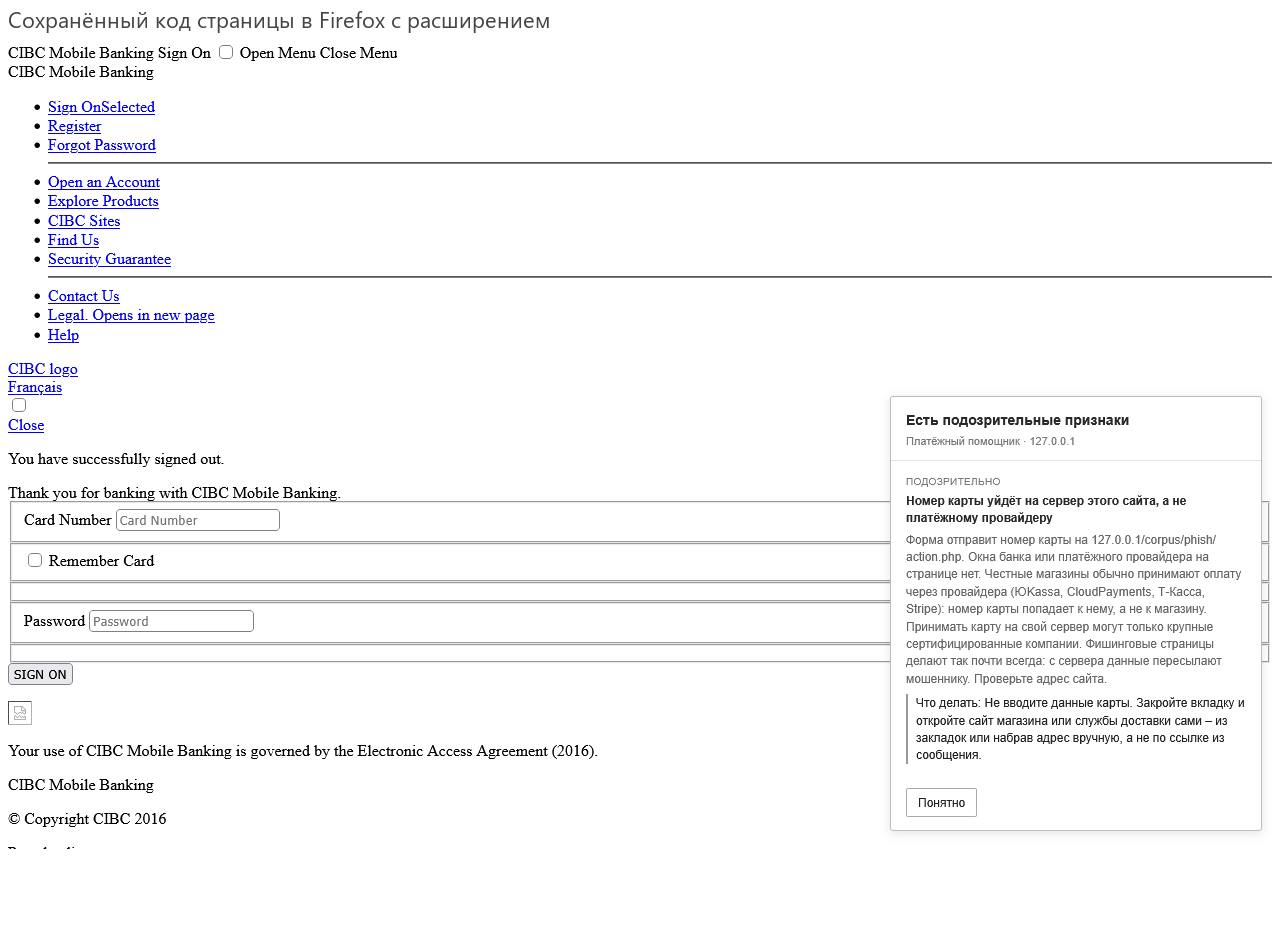 Сохранённый код страницы в Firefox с расширением
CIBC Mobile Banking Sign On Open Menu Close Menu
CIBC Mobile Banking
Sign OnSelected
Register
Forgot Password
Open an Account
Explore Products
CIBC Sites
Find Us
Security Guarantee
Contact Us
Legal. Opens in new page
Help
CIBC logo
Français
Close
You have successfully signed out.
Thank you for banking with CIBC Mobile Banking.
Card Number Card Number
Remember Card
Password Password
SIGN ON
Your use of CIBC Mobile Banking is governed by the Electronic Access Agreement (2016).
CIBC Mobile Banking
© Copyright CIBC 2016
Есть подозрительные признаки
Платёжный помощник · 127.0.0.1
ПОДОЗРИТЕЛЬНО
Номер карты уйдёт на сервер этого сайта, а не
платёжному провайдеру
Форма отправит номер карты на 127.0.0.1/corpus/phish/
action.php. Окна банка или платёжного провайдера на
странице нет. Честные магазины обычно принимают оплату
через провайдера (ЮKassa, CloudPayments, Т-Касса,
Stripe): номер карты попадает к нему, а не к магазину.
Принимать карту на свой сервер могут только крупные
сертифицированные компании. Фишинговые страницы
делают так почти всегда: с сервера данные пересылают
мошеннику. Проверьте адрес сайта.
Что делать: Не вводите данные карты. Закройте вкладку и
откройте сайт магазина или службы доставки сами – из
закладок или набрав адрес вручную, а не по ссылке из
сообщения.
Понятно